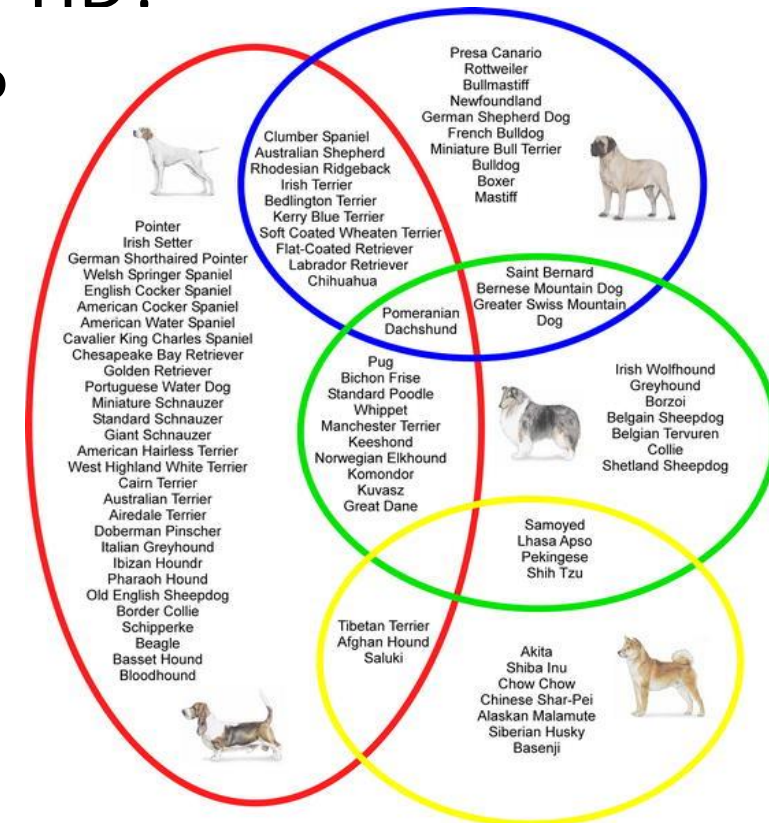 HD?
Presa Canario
Rottweiler
Bullmastiff
Newfoundland
German Shepherd Dog
French Bulldog
Miniature Bull Terrier
Bulldog
Boxer
Mastiff
Clumber Spaniel
Australian Shepherd
Rhodesian Ridgeback
Irish Terrier
Bedlington Terrier
Kerry Blue Terrier
Soft Coated Wheaten Terrier
Flat-Coated Retriever
Labrador Retriever
Chihuahua
Pointer
Irish Setter
German Shorthaired Pointer
Welsh Springer Spaniel
English Cocker Spaniel
American Cocker Spaniel
American Water Spaniel
Cavalier King Charles Spaniel
Chesapeake Bay Retriever
Golden Retriever
Portuguese Water Dog
Miniature Schnauzer
Standard Schnauzer
Giant Schnauzer
American Hairless Terrier
West Highland White Terrier
Cairn Terrier
Australian Terrier
Airedale Terrier
Doberman Pinscher
Italian Greyhound
Ibizan Houndr
Pharaoh Hound
Old English Sheepdog
Border Collie
Schipperke
Beagle
Basset Hound
Bloodhound
Saint Bernard
Bernese Mountain Dog
Greater Swiss Mountain
Dog
Pomeranian
Dachshund
Pug
Bichon Frise
Standard Poodle
Whippet
Manchester Terrier
Keeshond
Norwegian Elkhound
Komondor
Kuvasz
Great Dane
Irish Wolfhound
Greyhound
Borzoi
Belgain Sheepdog
Belgian Tervuren
Collie
Shetland Sheepdog
Samoyed
Lhasa Apso
Pekingese
Shih Tzu
Tibetan Terrier
Afghan Hound
Saluki
Akita
Shiba Inu
Chow Chow
Chinese Shar-Pei
Alaskan Malamute
Siberian Husky
Basenji